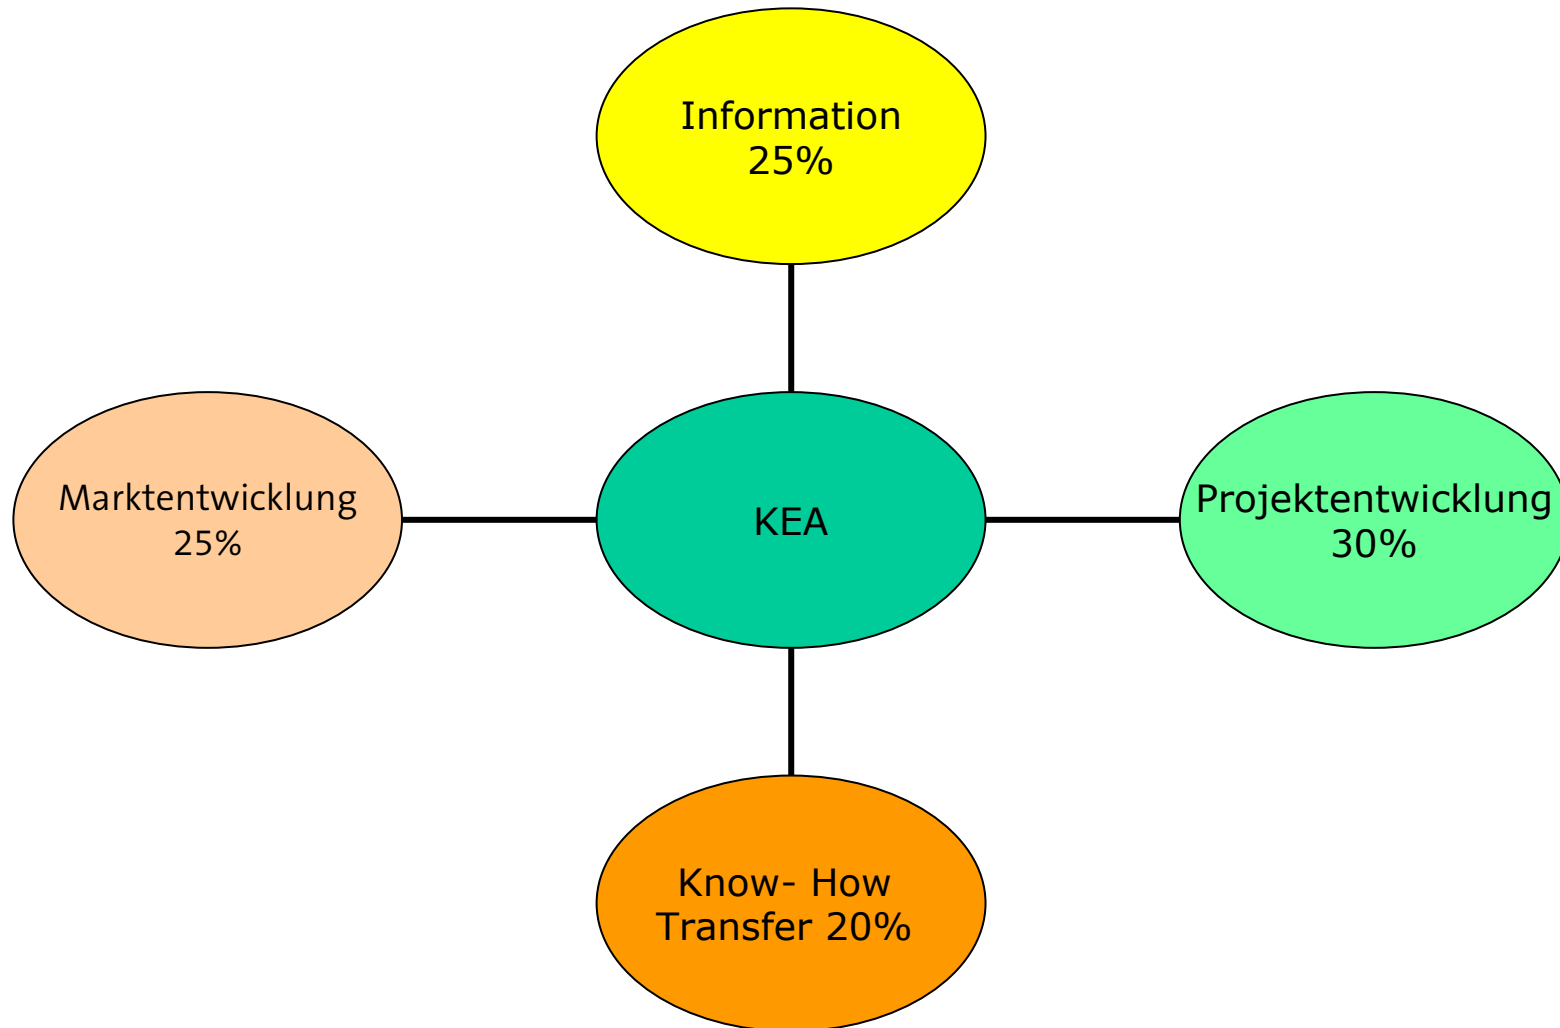 Information
25%
Marktentwicklung
25%
KEA
Projektentwicklung
30%
Know- How
Transfer 20%